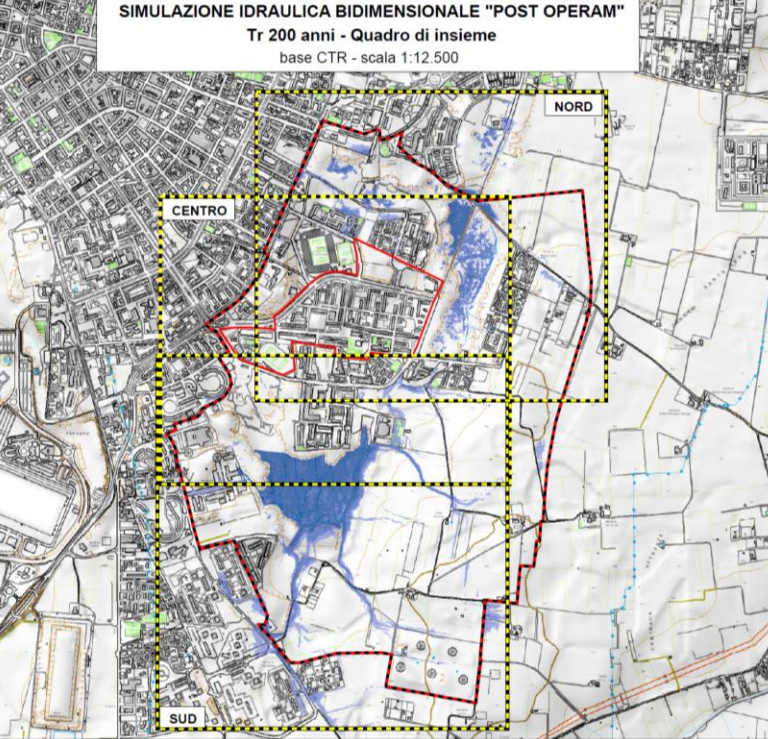 SIMULAZIONE IDRAULICA BIDIMENSIONALE "POST OPERAM"
Tr 200 anni - Quadro di insieme
base CTR - scala 1:12.500
NORD
CENTRO
SUD